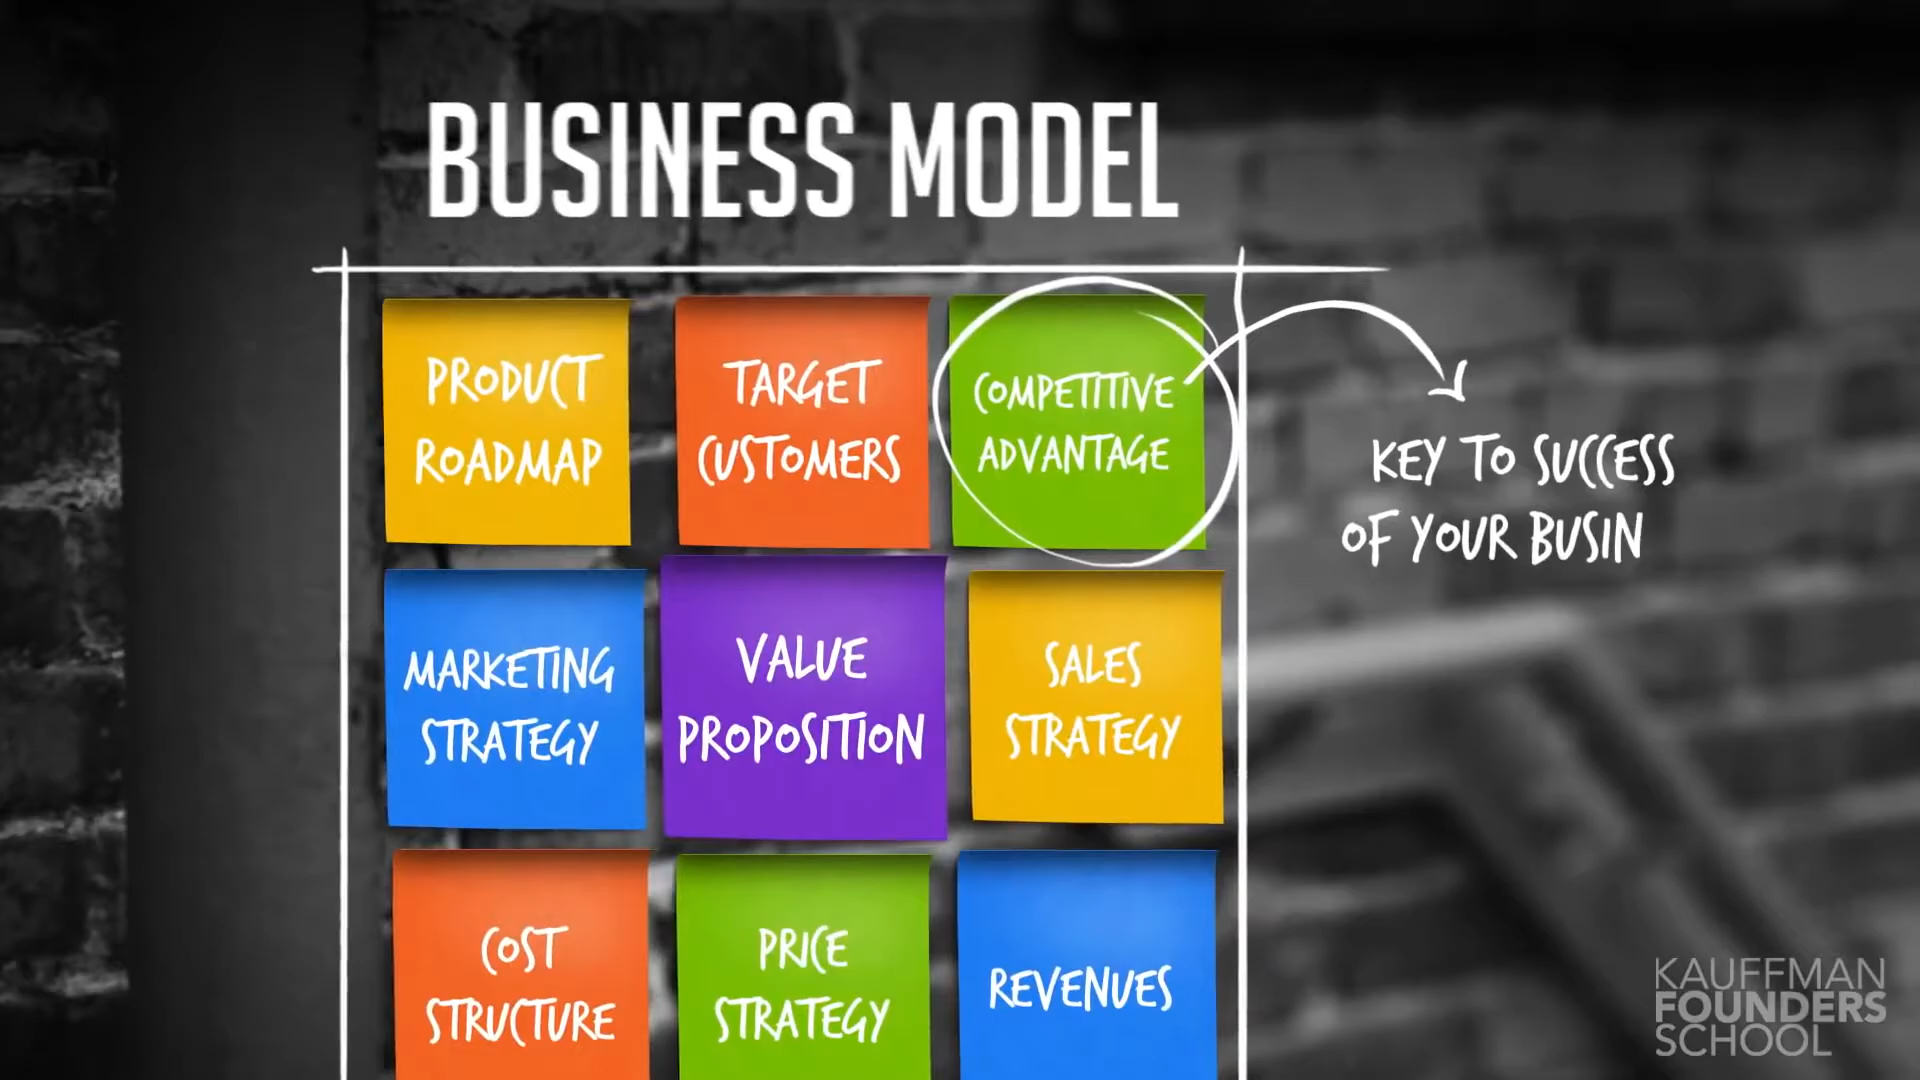 BUSINESS MODEL
PRODUCT
ROADMAP
TARGET
CUSTOMERS
COMPETITIVE
ADVANTAGE
KEY TO SUCCESS
OF YOUR BUSIN
MARKETING
STRATEGY
VALUE
PROPOSITION
SALES
STRATEGY
COST
STRUCTURE
PRICE
STRATEGY
REVENUES
KAUFFMAN
FOUNDERS
SCHOOL